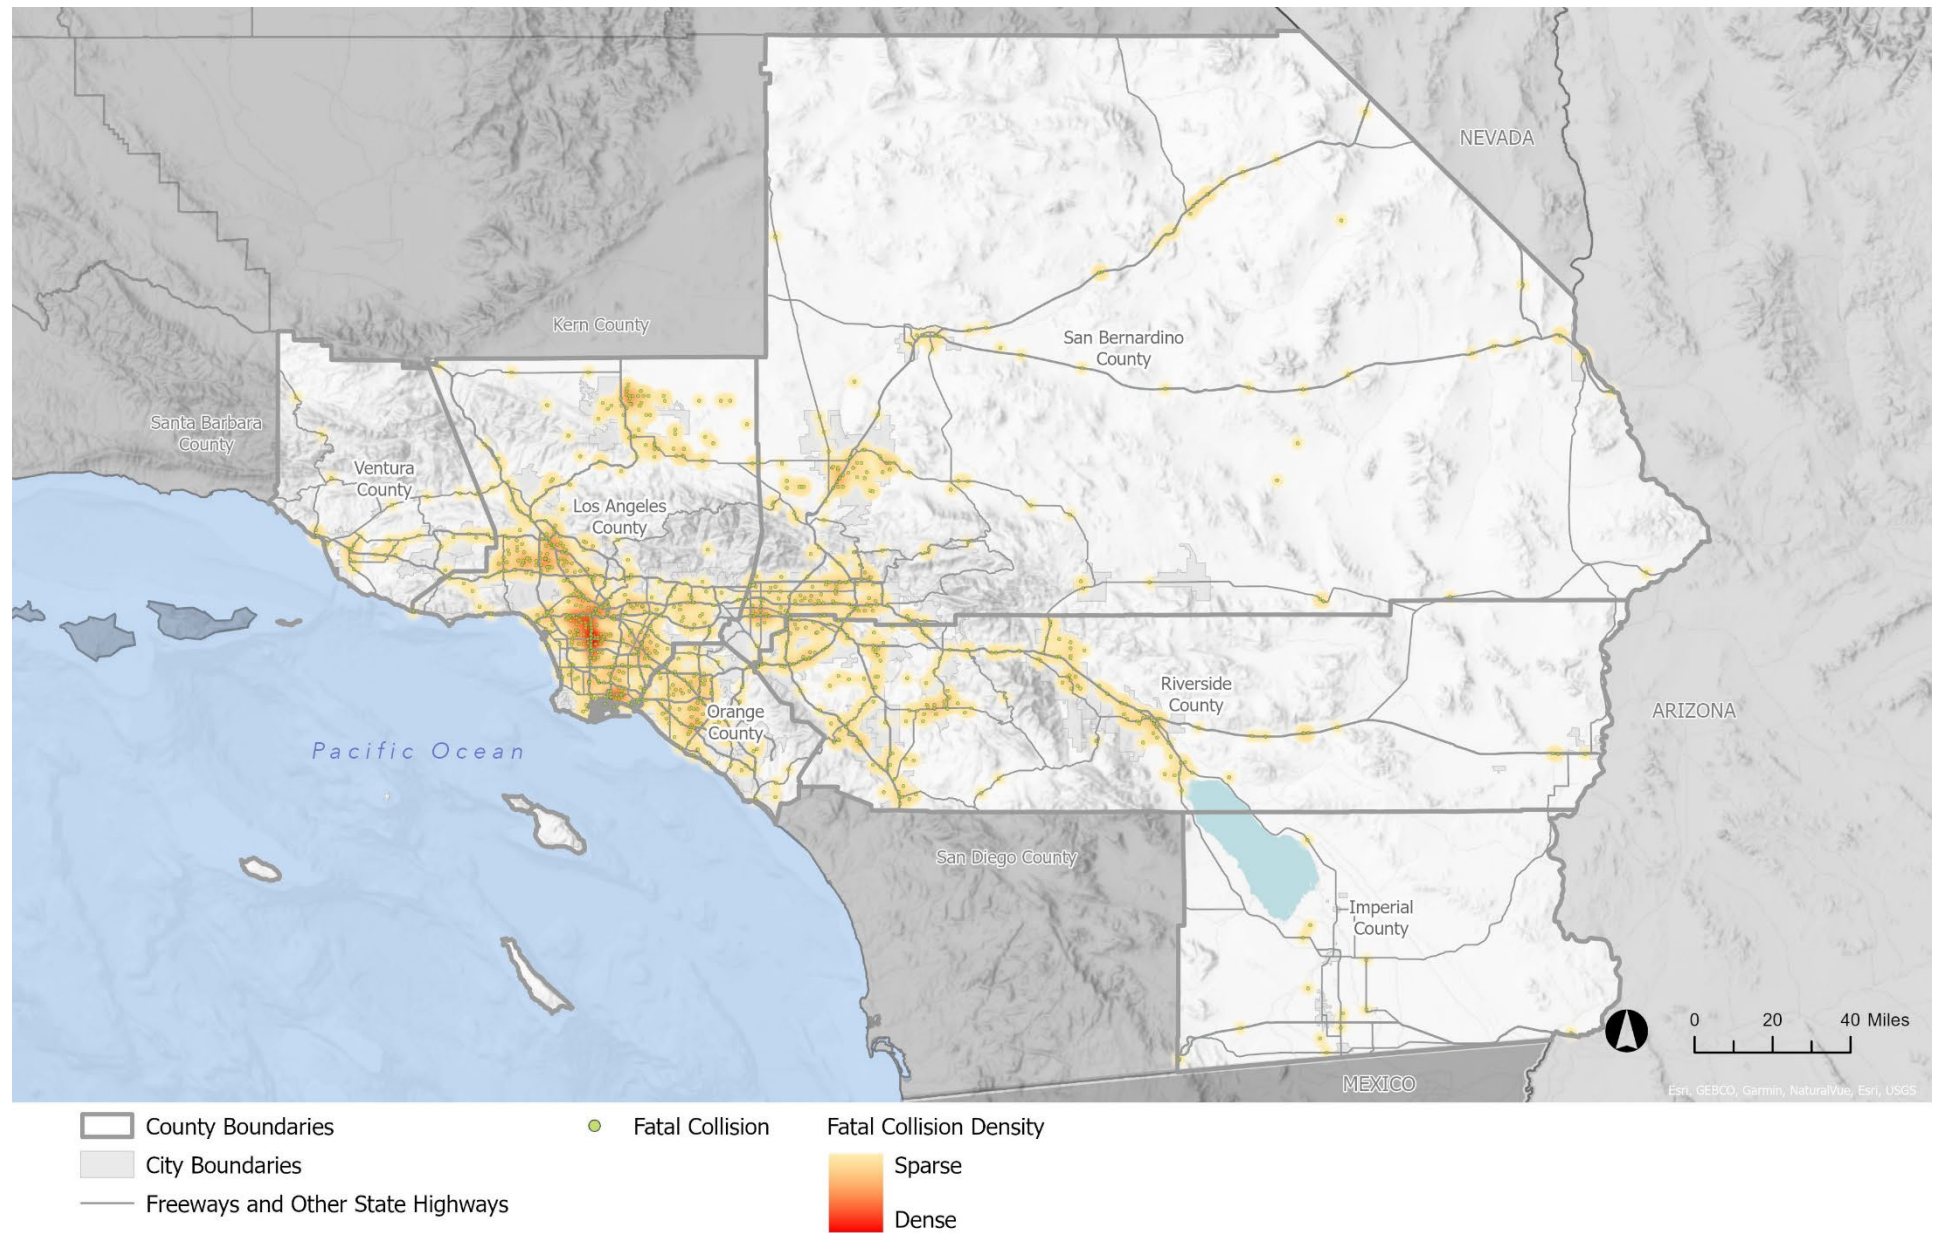 NEVADA
Kern County
San Bernardino
County
Santa Barbara
County
Ventura
County
Los Angeles
County
Riverside
County
Orange
County
ARIZONA
Pacific Ocean
San Diego County
Imperial
County
0 20 40 Miles
MEXICO
Esri, GEBCO, Garmin, NaturalVue, Esri, USGS
County Boundaries
City Boundaries
Freeways and Other State Highways
Fatal Collision
Fatal Collision Density
Sparse
Dense